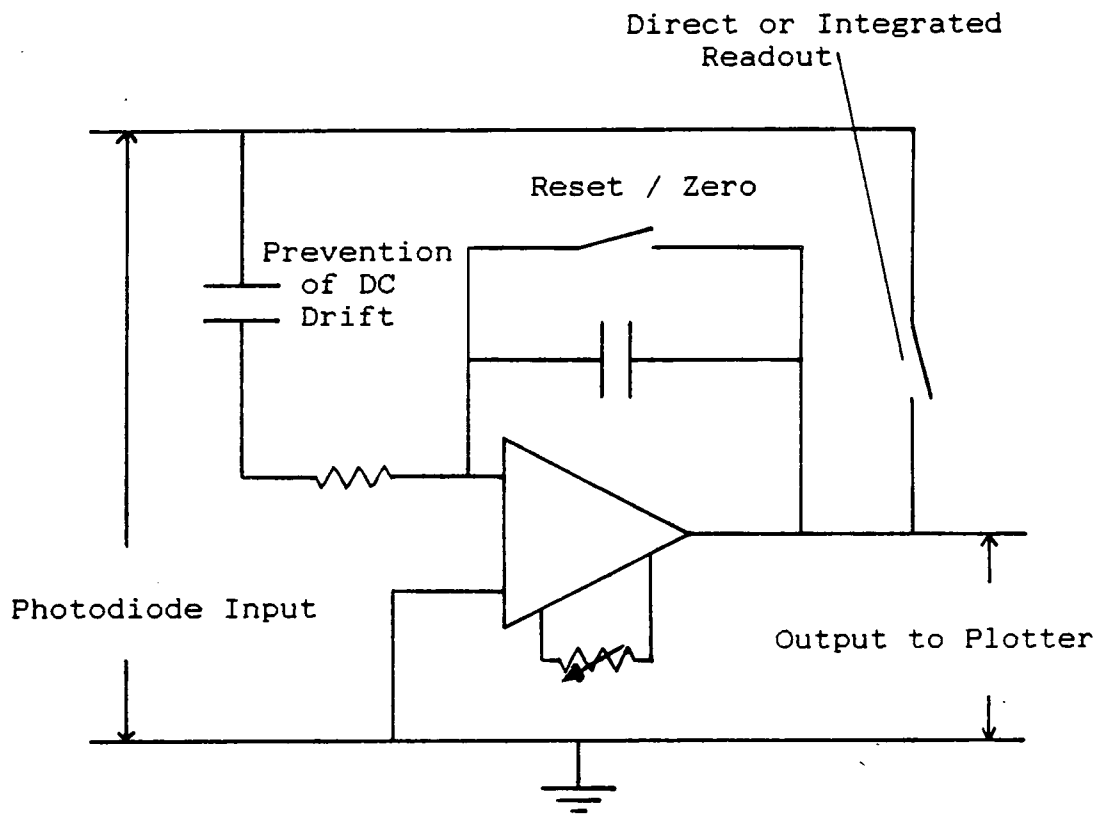 Direct or Integrated
Readout
Reset / Zero
Prevention
of DC
Drift
Photodiode Input
Output to Plotter